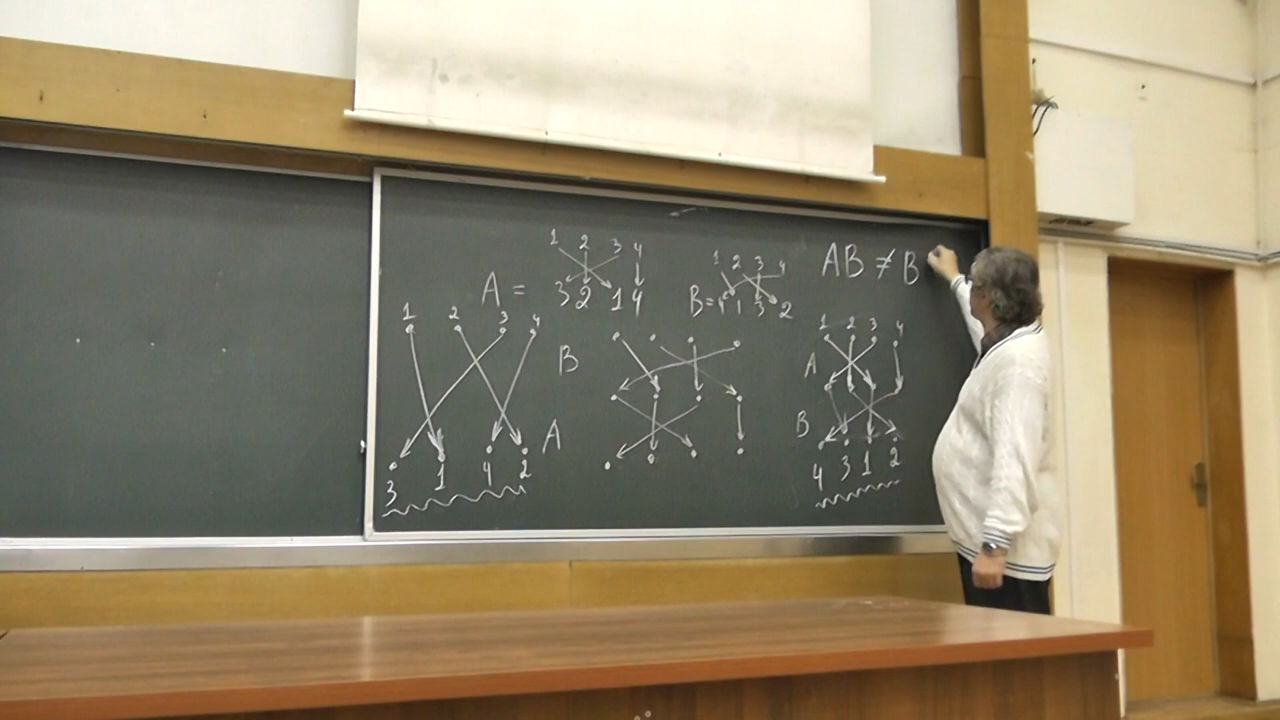 1 2 3 4
A = 3 2 1 4
1 2 3 4
B = 4 1 3 2
AB ≠ B
1 2 3 4
B
A
3 1 4 2
1 2 3 4
A
B
4 3 1 2